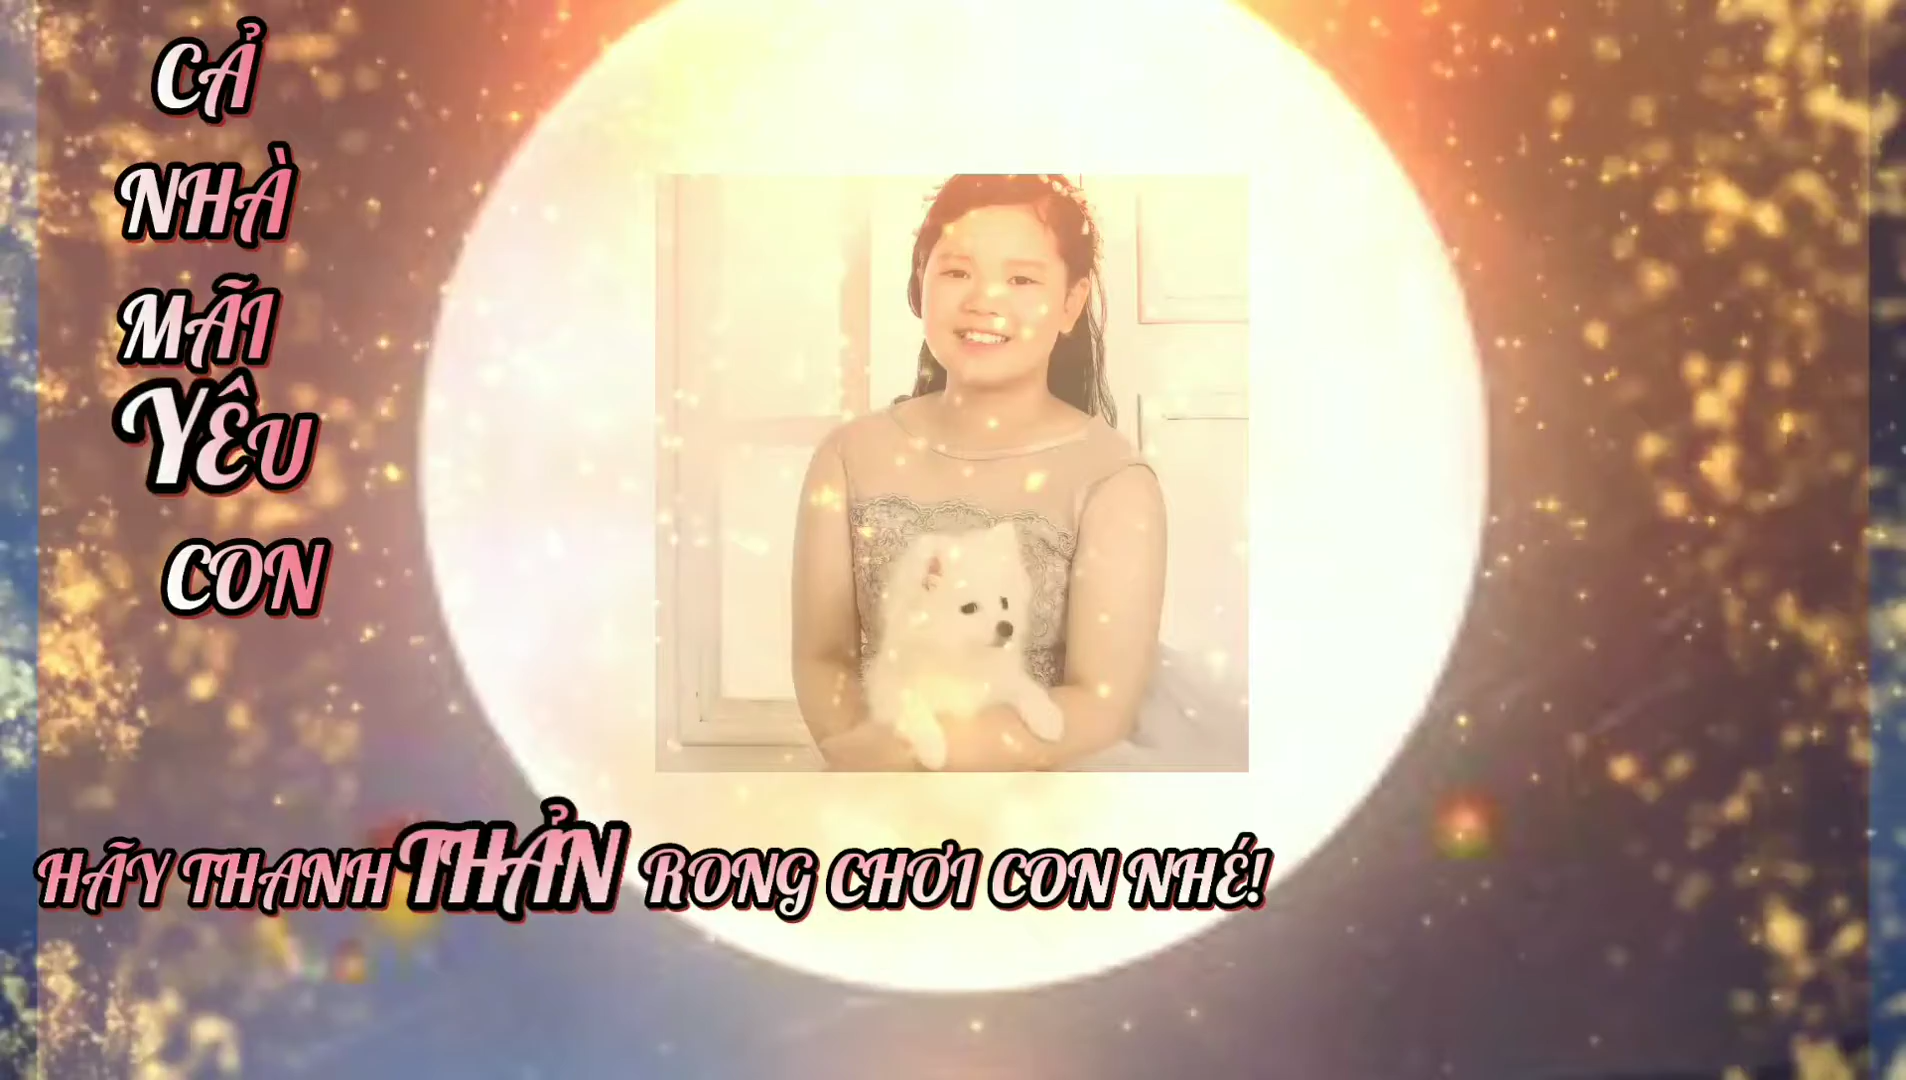 CẢ
NHÀ
MÃI
YÊU
CON
HÃY THANH THẢN RONG CHƠI CON NHÉ!